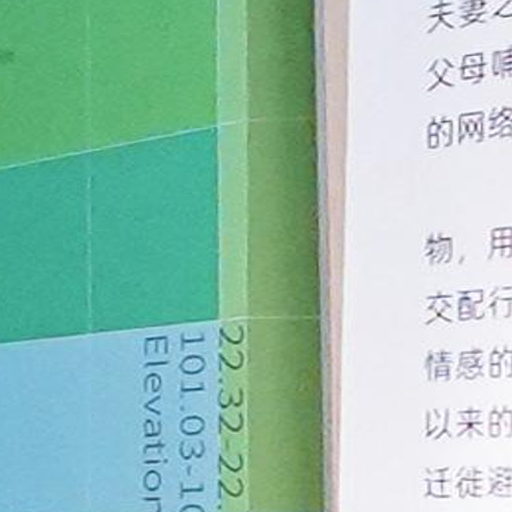 夫妻之
父母哺
的网络
物，用
交配行
情感的
以来的
迁徙避
22.32-22.
101.03-10
Elevation